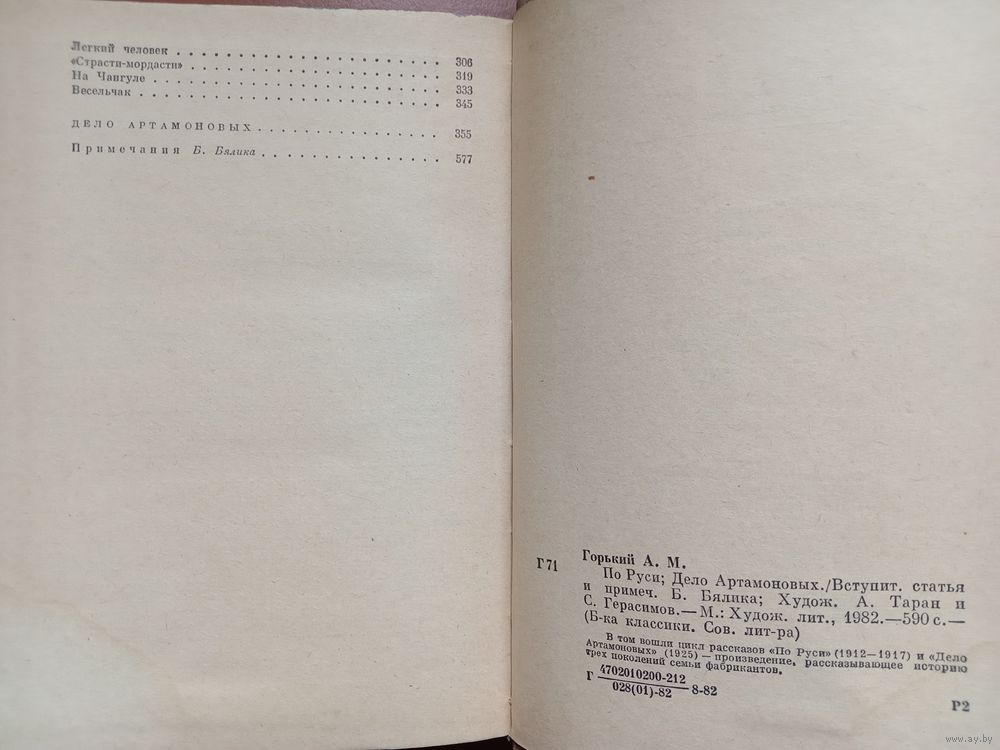 Легкий человек . . . . . . . . . . . . . . . . . . . . . 306
«Страсти-мордасти» . . . . . . . . . . . . . . . . . . . 319
На Чангуле . . . . . . . . . . . . . . . . . . . . . . . 333
Весельчак . . . . . . . . . . . . . . . . . . . . . . . 345
ДЕЛО АРТАМОНОВЫХ . . . . . . . . . . . . . . 355
Примечания Б. Бялика . . . . . . . . . . . . . . 577
Горький А. М.
Г71 По Руси; Дело Артамоновых./Вступит. статья
и примеч. Б. Бялика; Худож. А. Таран и
С. Герасимов.— М.: Худож. лит., 1982.—590 с.—
(Б-ка классики. Сов. лит-ра)
В том вошли цикл рассказов «По Руси» (1912—1917) и «Дело
Артамоновых» (1925) — произведение, рассказывающее историю
трех поколений семьи фабрикантов.
Г 4702010200-212
028(01)-82 8-82
Р2
www.ay.by